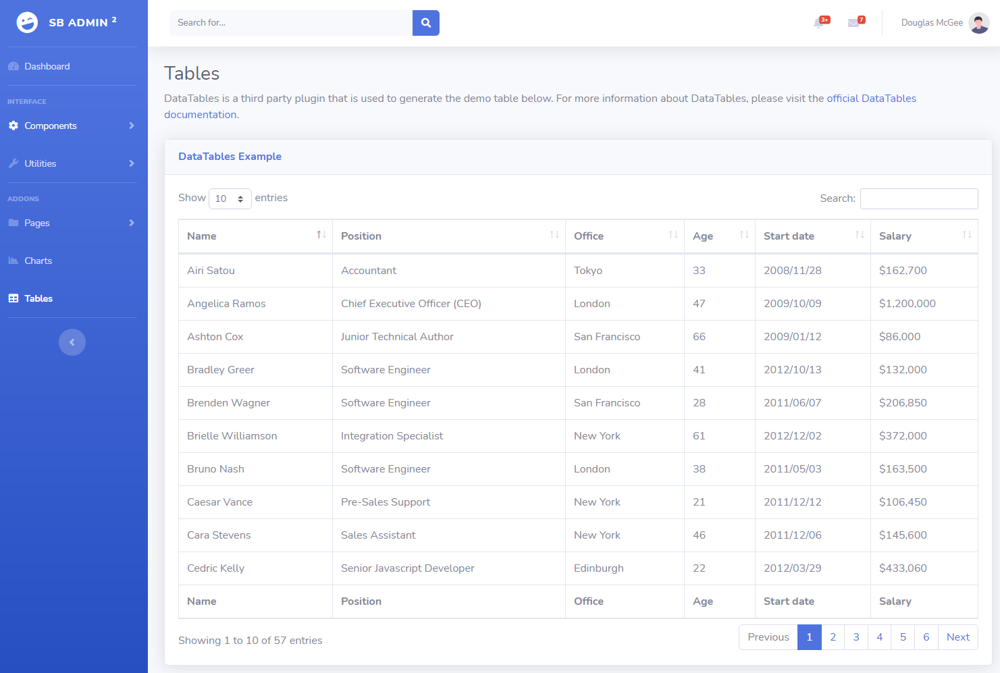 SB ADMIN 2
Search for...
3+
7
Douglas McGee
Dashboard
INTERFACE
Components
Utilities
ADDONS
Pages
Charts
Tables
Tables
DataTables is a third party plugin that is used to generate the demo table below. For more information about DataTables, please visit the official DataTables
documentation.
DataTables Example
Show 10 entries
Search:
Name Position Office Age Start date Salary
Airi Satou Accountant Tokyo 33 2008/11/28 $162,700
Angelica Ramos Chief Executive Officer (CEO) London 47 2009/10/09 $1,200,000
Ashton Cox Junior Technical Author San Francisco 66 2009/01/12 $86,000
Bradley Greer Software Engineer London 41 2012/10/13 $132,000
Brenden Wagner Software Engineer San Francisco 28 2011/06/07 $206,850
Brielle Williamson Integration Specialist New York 61 2012/12/02 $372,000
Bruno Nash Software Engineer London 38 2011/05/03 $163,500
Caesar Vance Pre-Sales Support New York 21 2011/12/12 $106,450
Cara Stevens Sales Assistant New York 46 2011/12/06 $145,600
Cedric Kelly Senior Javascript Developer Edinburgh 22 2012/03/29 $433,060
Name Position Office Age Start date Salary
Showing 1 to 10 of 57 entries
Previous 1 2 3 4 5 6 Next